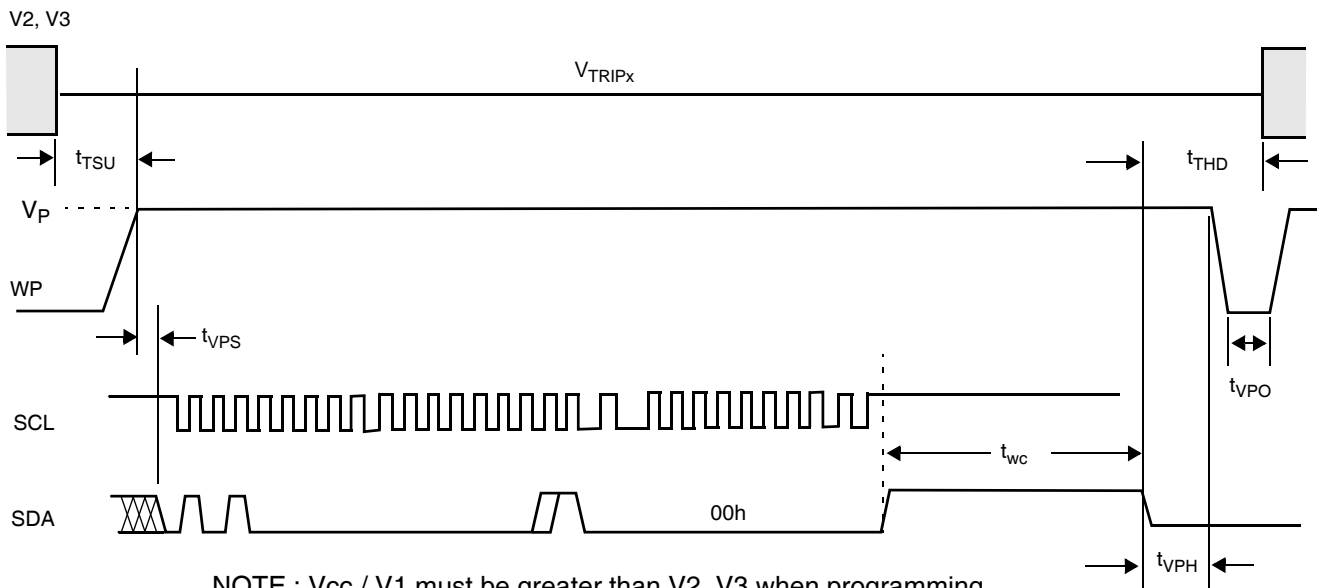 V2, V3
VTRIPx
tTSU
tTHD
VP
WP
tVPS
tVPO
SCL
twc
SDA
00h
tVPH
NOTE : Vcc / V1 must be greater than V2, V3 when programming